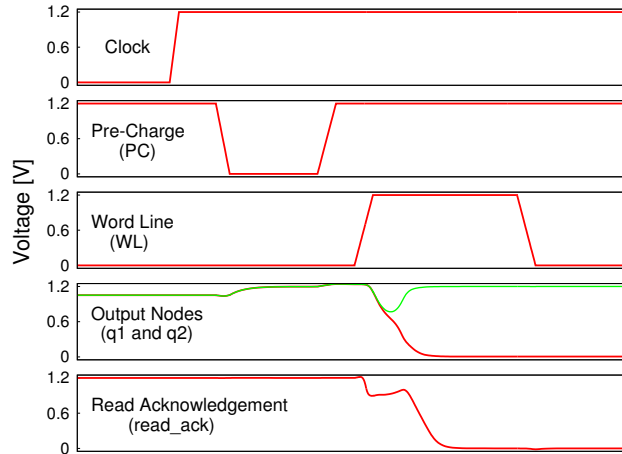 1.2
0.6
0
Clock
1.2
0.6
0
Pre-Charge
(PC)
Voltage [V]
1.2
0.6
0
Word Line
(WL)
1.2
0.6
0
Output Nodes
(q1 and q2)
1.2
0.6
0
Read Acknowledgement
(read_ack)